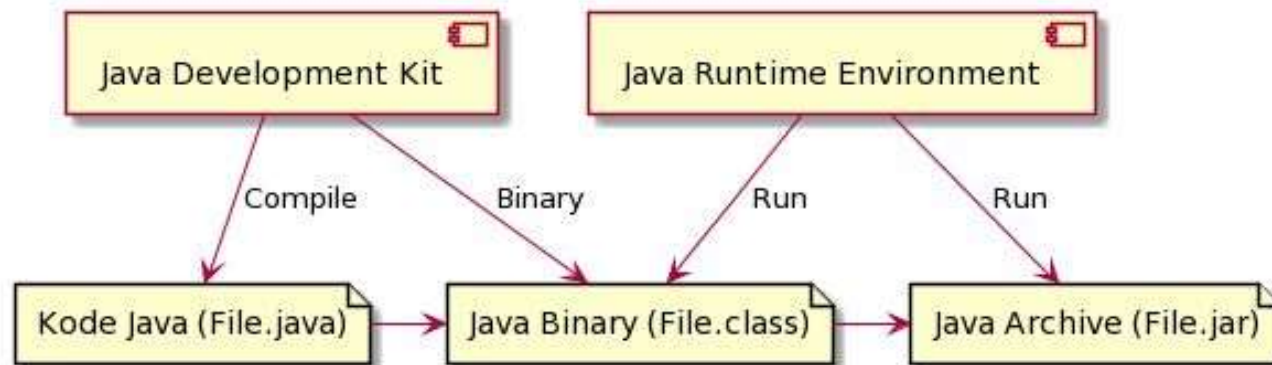 Java Development Kit
Java Runtime Environment
Compile
Binary
Run
Run
Kode Java (File.java)
Java Binary (File.class)
Java Archive (File.jar)